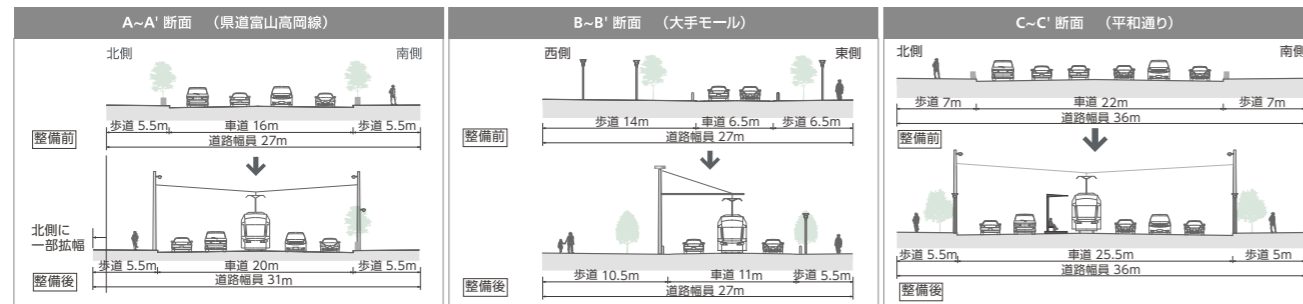 A~A' 断面 （県道富山高岡線）
北側 南側
歩道 5.5m 車道 16m 歩道 5.5m
整備前
道路幅員 27m
北側に
一部拡幅
歩道 5.5m 車道 20m 歩道 5.5m
整備後
道路幅員 31m
B~B' 断面 （大手モール）
西側 東側
歩道 14m 車道 6.5m 歩道 6.5m
整備前
道路幅員 27m
歩道 10.5m 車道 11m 歩道 5.5m
整備後
道路幅員 27m
C~C' 断面 （平和通り）
北側 南側
歩道 7m 車道 22m 歩道 7m
道路幅員 36m
整備前
歩道 5.5m 車道 25.5m 歩道 5m
道路幅員 36m
整備後